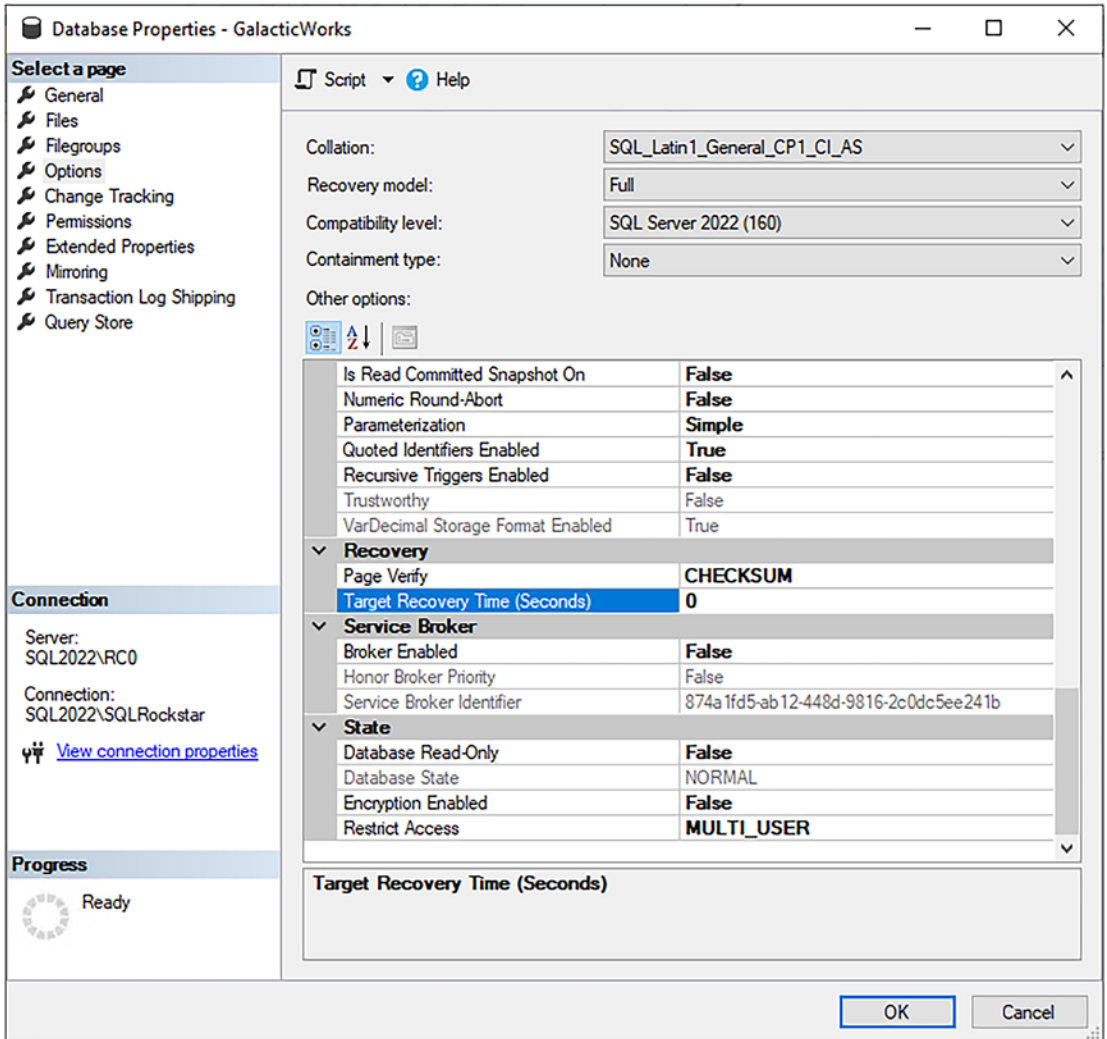 Database Properties - GalacticWorks
Select a page
General
Files
Filegroups
Options
Change Tracking
Permissions
Extended Properties
Mirroring
Transaction Log Shipping
Query Store
Connection
Server:
SQL2022\RC0
Connection:
SQL2022\SQLRockstar
View connection properties
Progress
Ready
Script Help
Collation: SQL_Latin1_General_CP1_CI_AS
Recovery model: Full
Compatibility level: SQL Server 2022 (160)
Containment type: None
Other options:
Is Read Committed Snapshot On False
Numeric Round-Abort False
Parameterization Simple
Quoted Identifiers Enabled True
Recursive Triggers Enabled False
Trustworthy False
VarDecimal Storage Format Enabled True
Recovery
Page Verify CHECKSUM
Target Recovery Time (Seconds) 0
Service Broker
Broker Enabled False
Honor Broker Priority False
Service Broker Identifier 874a1fd5-ab12-448d-9816-2c0dc5ee241b
State
Database Read-Only False
Database State NORMAL
Encryption Enabled False
Restrict Access MULTI_USER
Target Recovery Time (Seconds)
OK Cancel